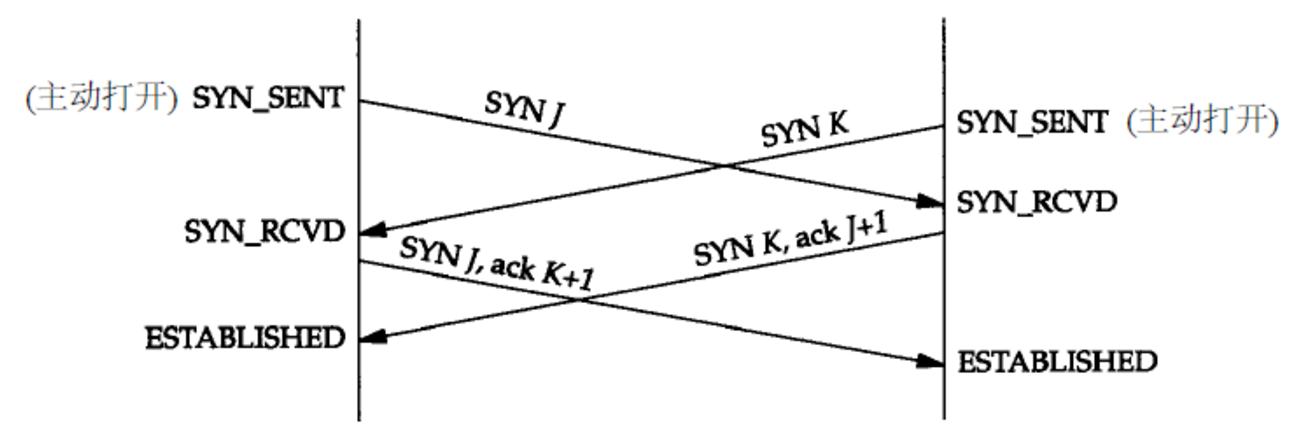 (主动打开) SYN_SENT
SYN J
SYN K
SYN_SENT (主动打开)
SYN_RCVD
SYN_RCVD
SYN J, ack K+1
SYN K, ack J+1
ESTABLISHED
ESTABLISHED